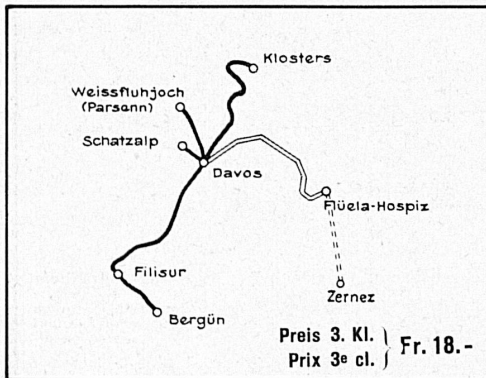 Klosters
Weissfluhjoch
(Parsenn)
Schatzalp
Davos
Flüela-Hospiz
Filisur
Zernez
Bergün
Preis 3. Kl. } Fr. 18.-
Prix 3e cl.